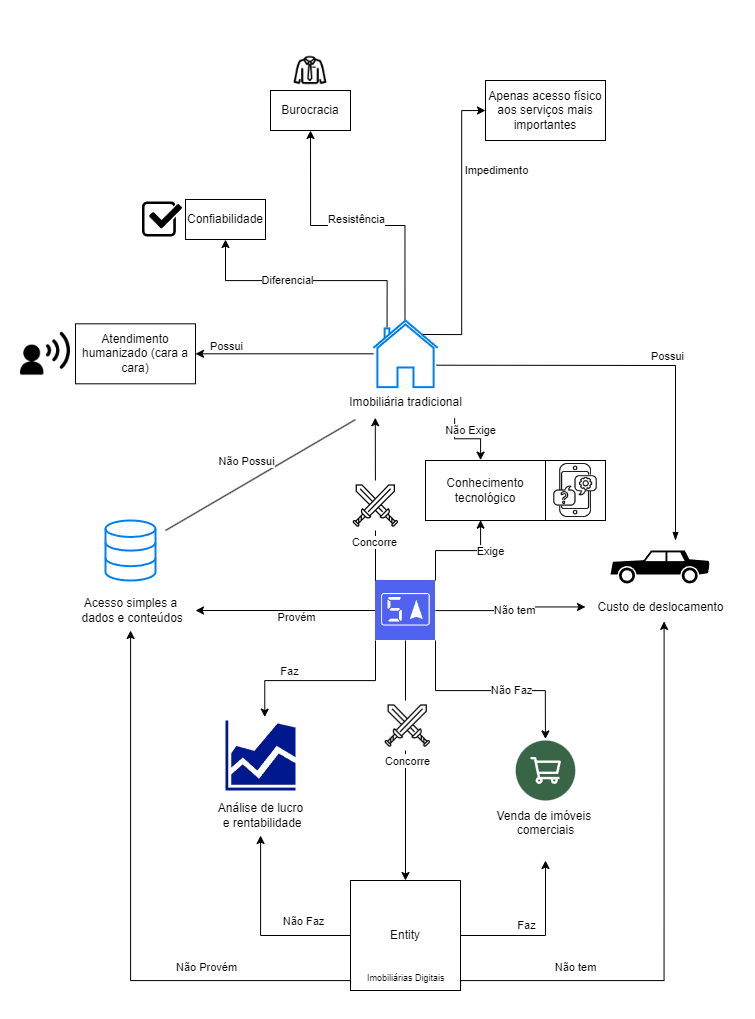 Burocracia
Apenas acesso físico
aos serviços mais
importantes
Impedimento
Confiabilidade
Resistência
Diferencial
Atendimento
humanizado (cara a
cara)
Possui
Possui
Imobiliária tradicional
Não Exige
Não Possui
Conhecimento
tecnológico
?
Concorre
Exige
Acesso simples a
dados e conteúdos
Provém
5
Não tem
Custo de deslocamento
Faz
Não Faz
Concorre
Análise de lucro
e rentabilidade
Venda de imóveis
comerciais
Não Faz
Entity
Faz
Não Provém
Imobiliárias Digitais
Não tem